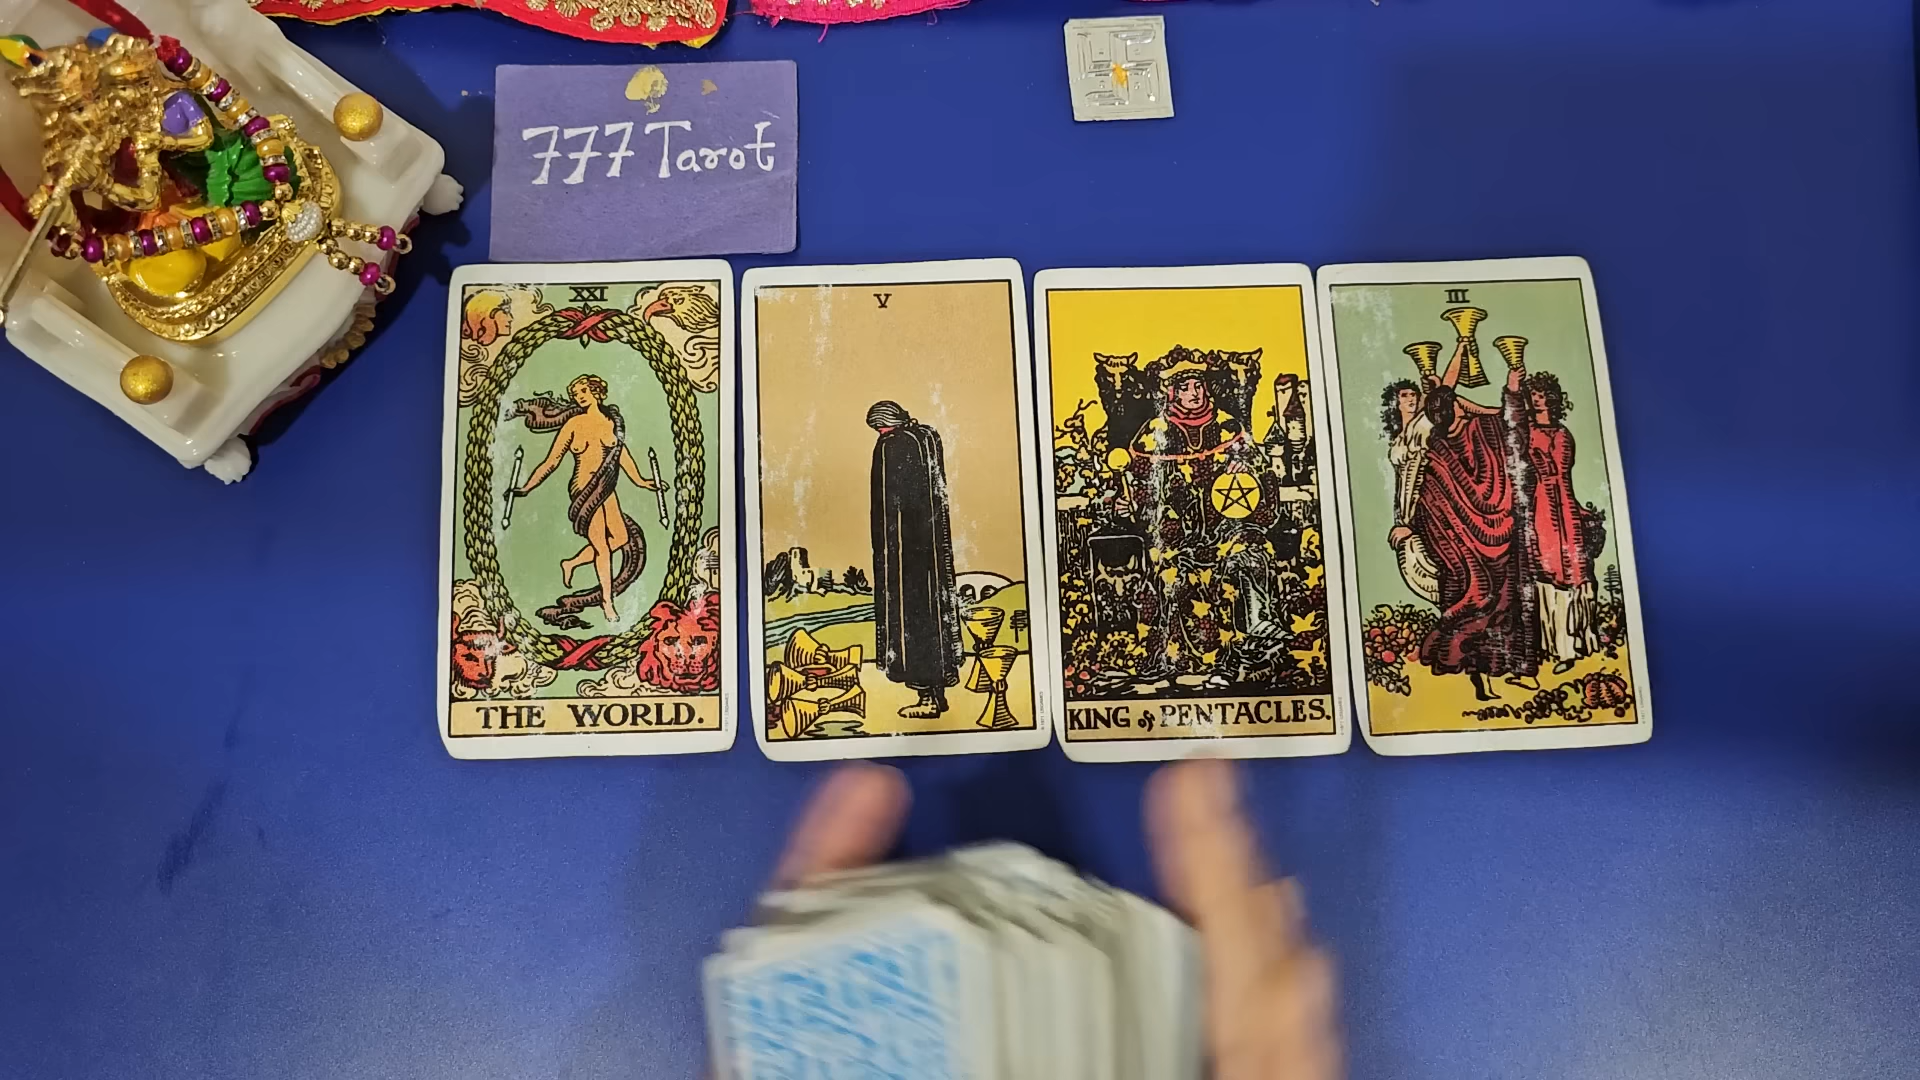 777 Tarot
XXI
THE WORLD.
V
KING of PENTACLES.
III